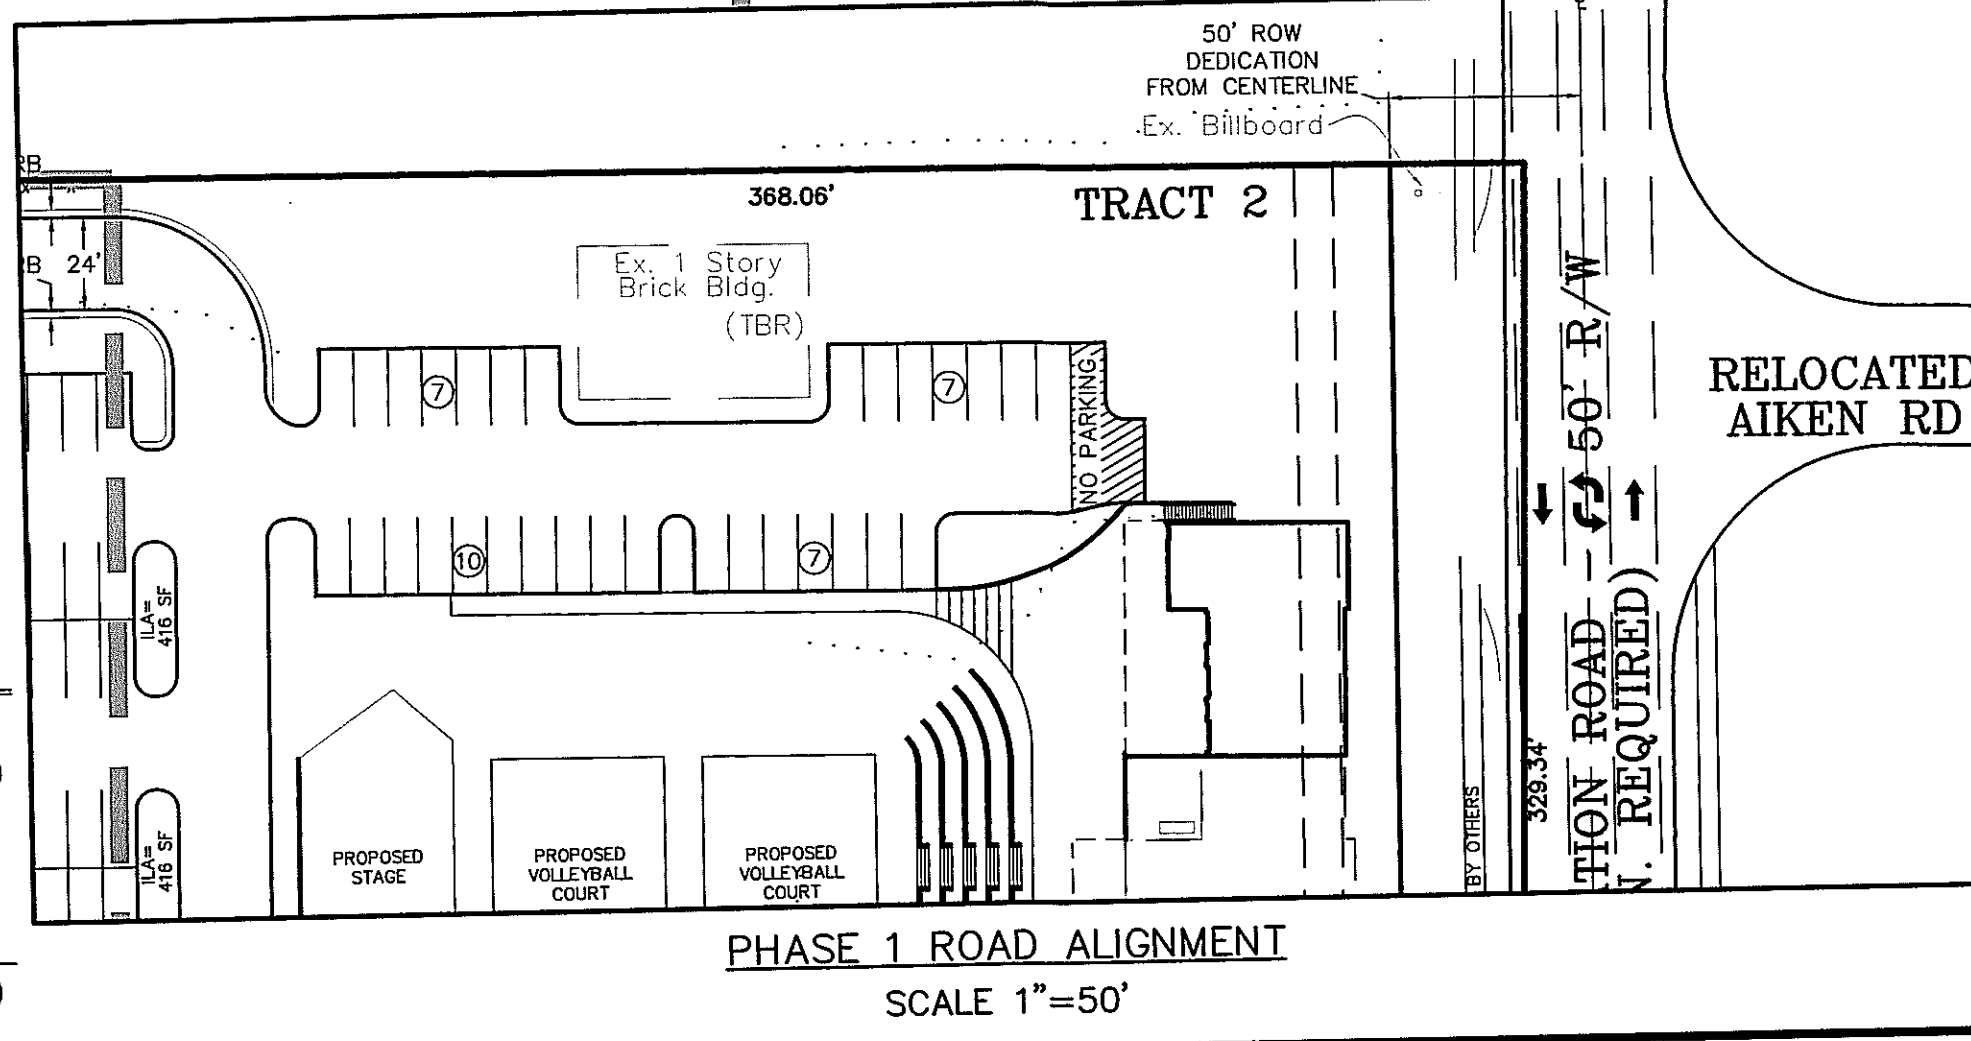 50' ROW
DEDICATION
FROM CENTERLINE
Ex. Billboard
RB
368.06'
TRACT 2
24'
Ex. 1 Story
Brick Bldg.
(TBR)
7
7
NO PARKING
50' R/W
RELOCATED
AIKEN RD
10
7
ILA=
416 SF
TION ROAD
N. REQUIRED)
329.34'
BY OTHERS
ILA=
416 SF
PROPOSED
STAGE
PROPOSED
VOLLEYBALL
COURT
PROPOSED
VOLLEYBALL
COURT
PHASE 1 ROAD ALIGNMENT
SCALE 1"=50'